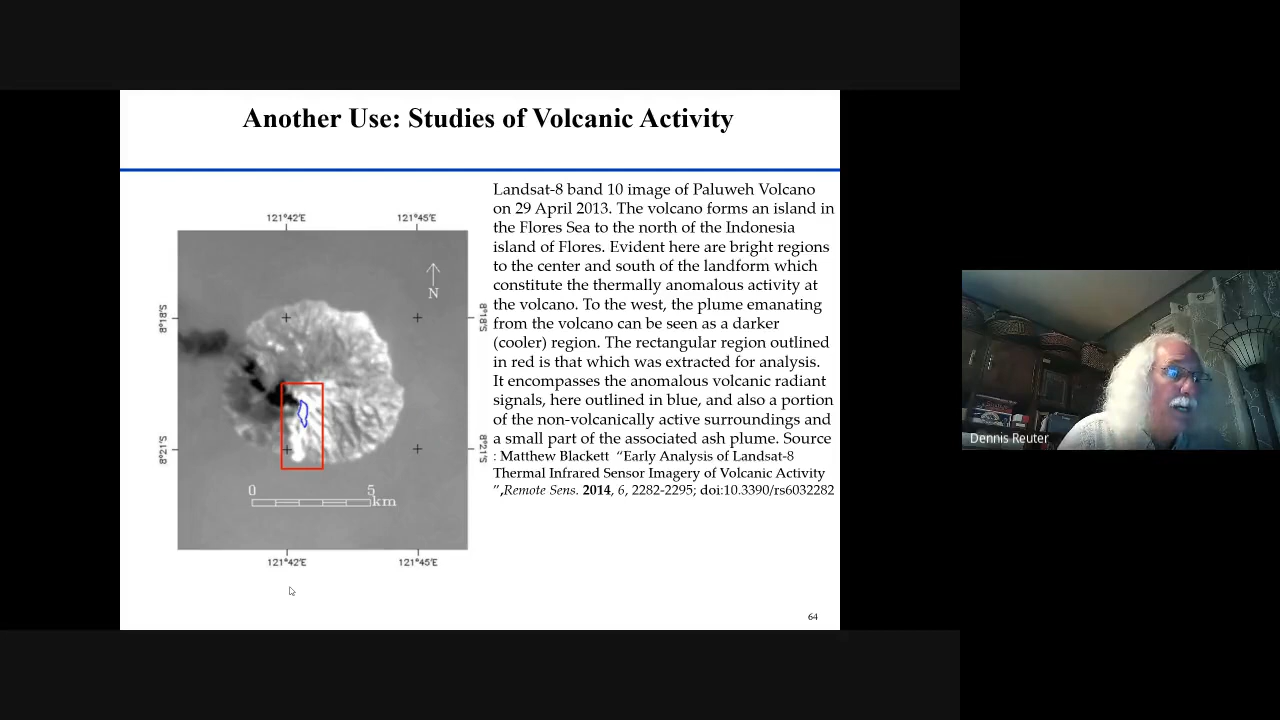 Another Use: Studies of Volcanic Activity
121°42'E 121°45'E
N
8°18'S 8°18'S
8°21'S 8°21'S
0 5
km
121°42'E 121°45'E
Landsat-8 band 10 image of Paluweh Volcano
on 29 April 2013. The volcano forms an island in
the Flores Sea to the north of the Indonesia
island of Flores. Evident here are bright regions
to the center and south of the landform which
constitute the thermally anomalous activity at
the volcano. To the west, the plume emanating
from the volcano can be seen as a darker
(cooler) region. The rectangular region outlined
in red is that which was extracted for analysis.
It encompasses the anomalous volcanic radiant
signals, here outlined in blue, and also a portion
of the non-volcanically active surroundings and
a small part of the associated ash plume. Source
: Matthew Blackett “Early Analysis of Landsat-8
Thermal Infrared Sensor Imagery of Volcanic Activity
”,Remote Sens. 2014, 6, 2282-2295; doi:10.3390/rs6032282
64
Dennis Reuter